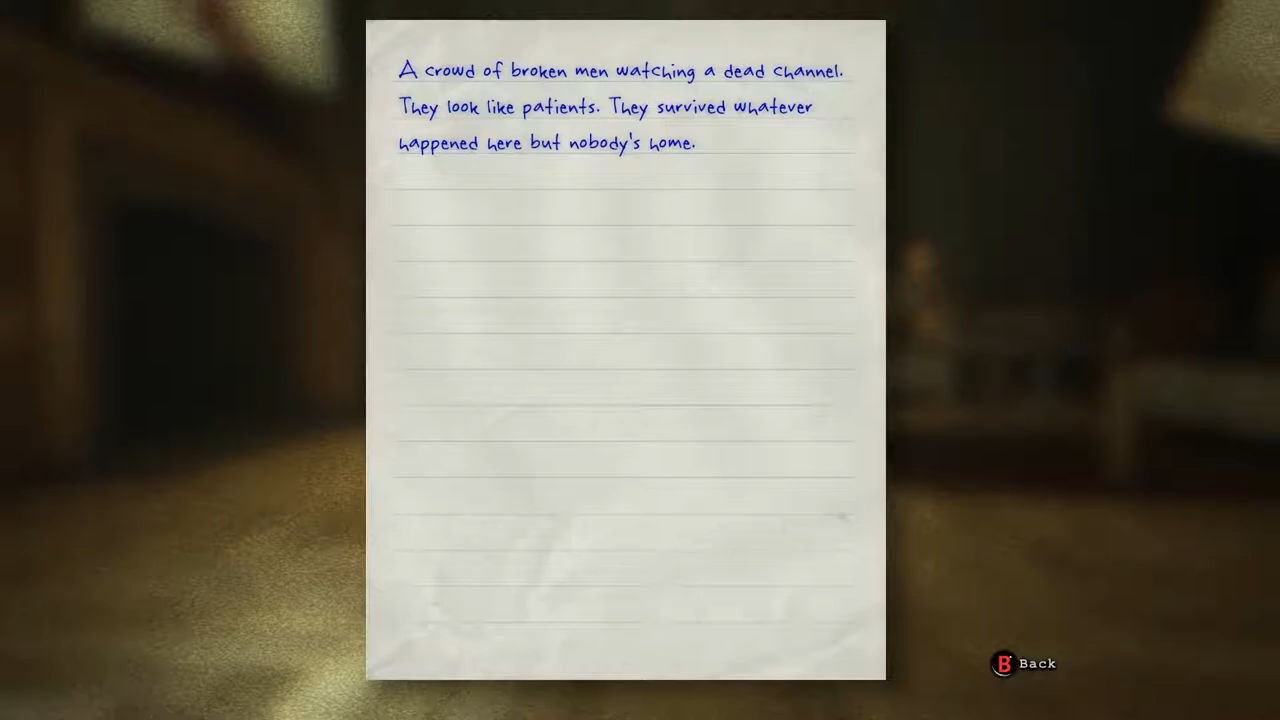 A crowd of broken men watching a dead channel.
They look like patients. They survived whatever
happened here but nobody's home.
B Back